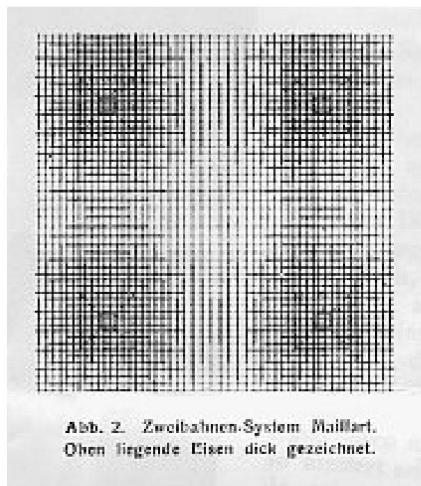 Abb. 2. Zweibahnen-System Maillart.
Oben liegende Eisen dick gezeichnet.